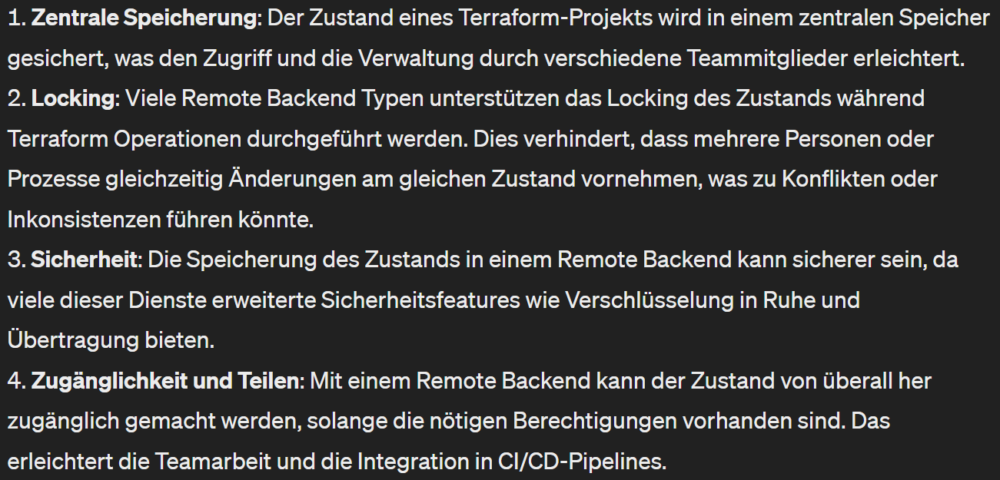 1. Zentrale Speicherung: Der Zustand eines Terraform-Projekts wird in einem zentralen Speicher
gesichert, was den Zugriff und die Verwaltung durch verschiedene Teammitglieder erleichtert.
2. Locking: Viele Remote Backend Typen unterstützen das Locking des Zustands während
Terraform Operationen durchgeführt werden. Dies verhindert, dass mehrere Personen oder
Prozesse gleichzeitig Änderungen am gleichen Zustand vornehmen, was zu Konflikten oder
Inkonsistenzen führen könnte.
3. Sicherheit: Die Speicherung des Zustands in einem Remote Backend kann sicherer sein, da
viele dieser Dienste erweiterte Sicherheitsfeatures wie Verschlüsselung in Ruhe und
Übertragung bieten.
4. Zugänglichkeit und Teilen: Mit einem Remote Backend kann der Zustand von überall her
zugänglich gemacht werden, solange die nötigen Berechtigungen vorhanden sind. Das
erleichtert die Teamarbeit und die Integration in CI/CD-Pipelines.